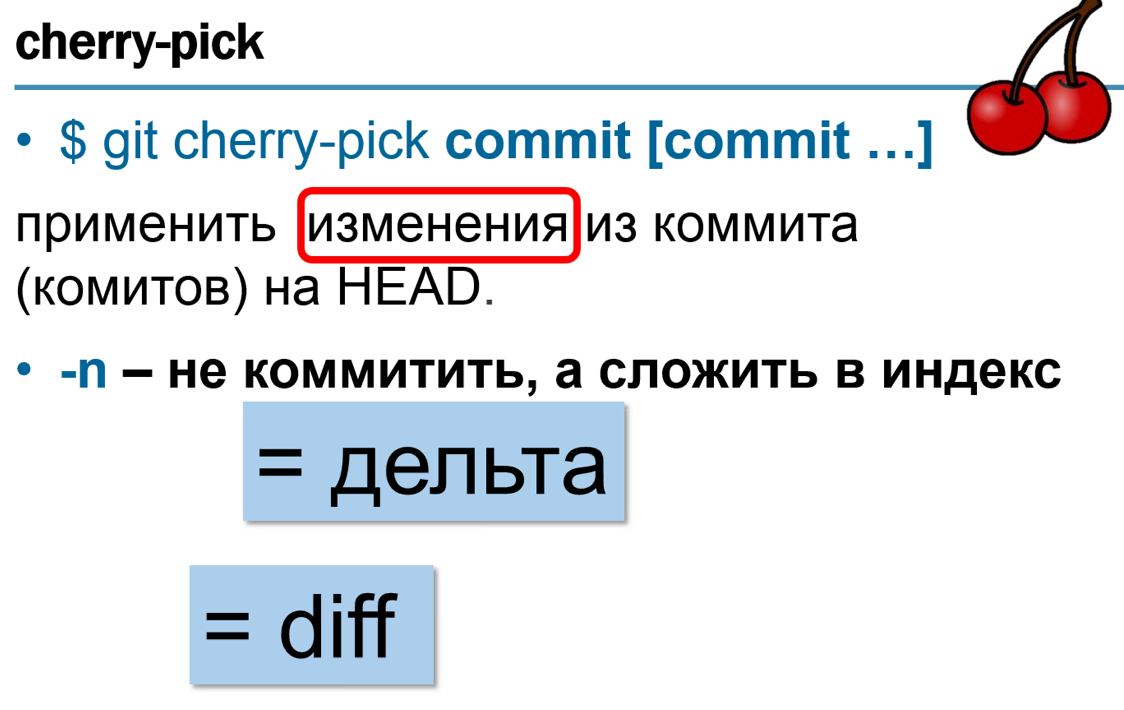 cherry-pick
• $ git cherry-pick commit [commit …]
применить изменения из коммита
(комитов) на HEAD.
• -n – не коммитить, а сложить в индекс
= дельта
= diff